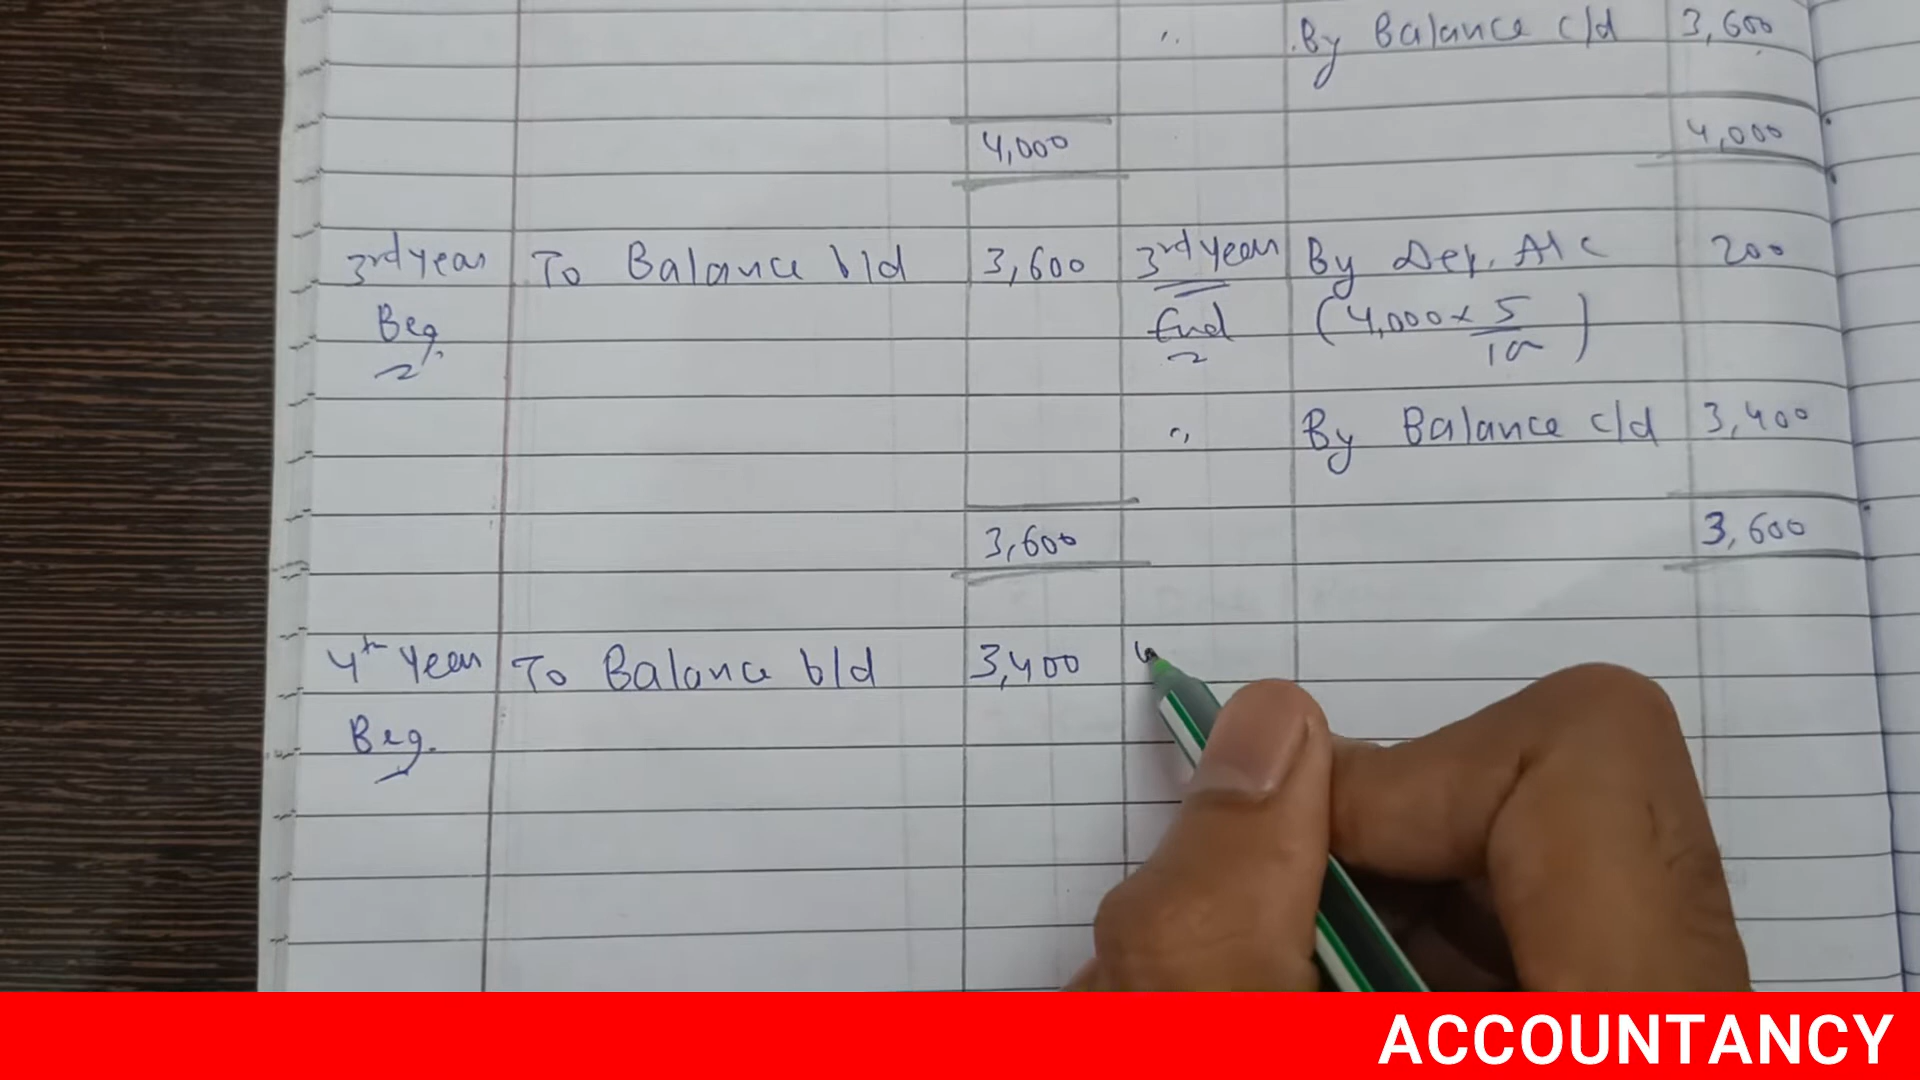 " By Balance c/d 3,600
4,000 4,000
3rd year To Balance b/d 3,600 3rd year By Dep. A/c 200
Beg. End (4,000 x 5/10)
" By Balance c/d 3,400
3,600 3,600
4th Year To Balance b/d 3,400
Beg.
ACCOUNTANCY